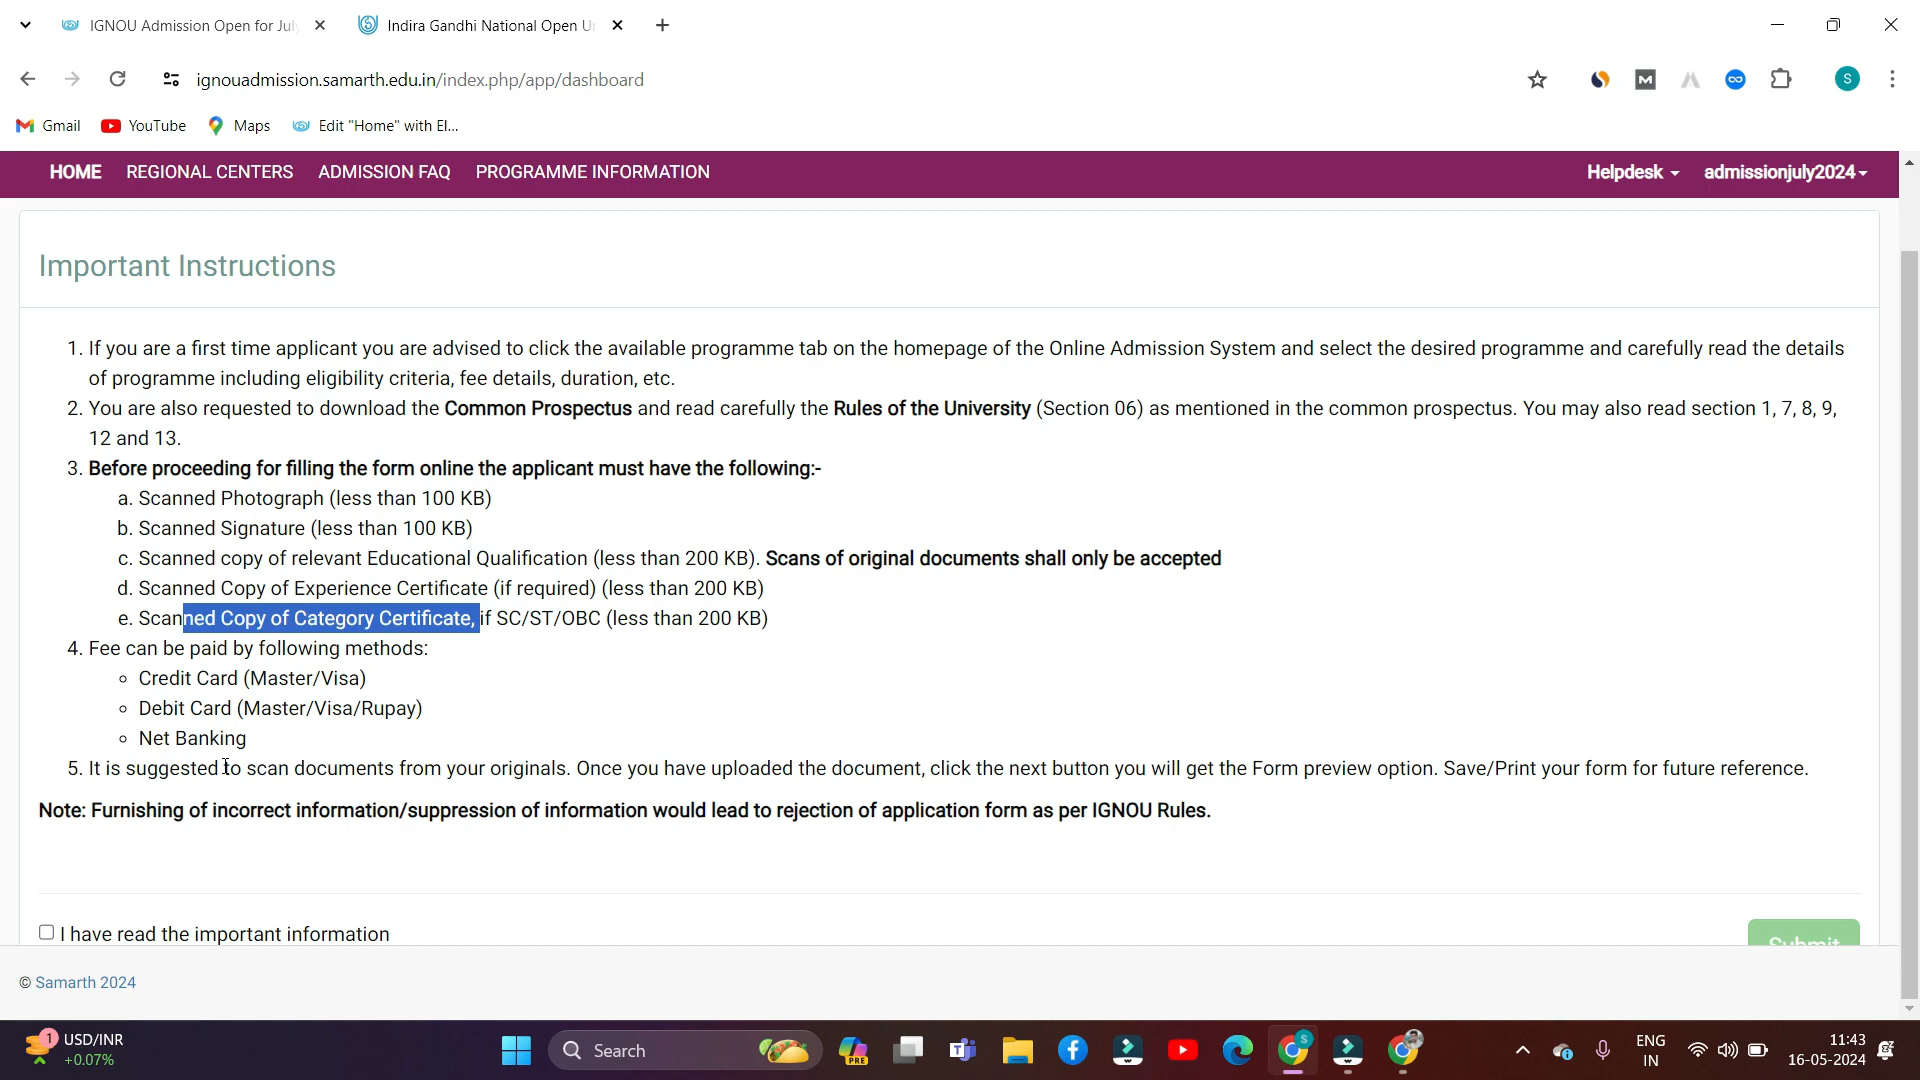 IGNOU Admission Open for Jul
Indira Gandhi National Open Ur
ignouadmission.samarth.edu.in/index.php/app/dashboard
S
Gmail
YouTube
Maps
Edit "Home" with El...
HOME
REGIONAL CENTERS
ADMISSION FAQ
PROGRAMME INFORMATION
Helpdesk
admissionjuly2024
Important Instructions
1. If you are a first time applicant you are advised to click the available programme tab on the homepage of the Online Admission System and select the desired programme and carefully read the details
of programme including eligibility criteria, fee details, duration, etc.
2. You are also requested to download the Common Prospectus and read carefully the Rules of the University (Section 06) as mentioned in the common prospectus. You may also read section 1, 7, 8, 9,
12 and 13.
3. Before proceeding for filling the form online the applicant must have the following:-
a. Scanned Photograph (less than 100 KB)
b. Scanned Signature (less than 100 KB)
c. Scanned copy of relevant Educational Qualification (less than 200 KB). Scans of original documents shall only be accepted
d. Scanned Copy of Experience Certificate (if required) (less than 200 KB)
e. Scanned Copy of Category Certificate, if SC/ST/OBC (less than 200 KB)
4. Fee can be paid by following methods:
Credit Card (Master/Visa)
Debit Card (Master/Visa/Rupay)
Net Banking
5. It is suggested to scan documents from your originals. Once you have uploaded the document, click the next button you will get the Form preview option. Save/Print your form for future reference.
Note: Furnishing of incorrect information/suppression of information would lead to rejection of application form as per IGNOU Rules.
I have read the important information
Submit
© Samarth 2024
1
USD/INR
+0.07%
Search
PRE
ENG
IN
11:43
16-05-2024